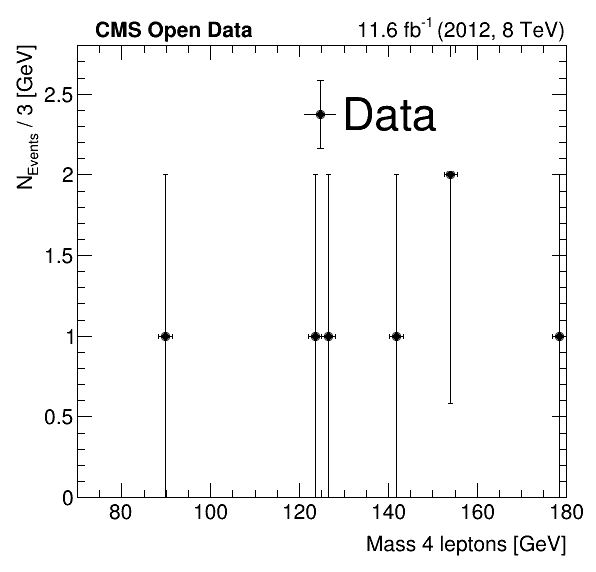 CMS Open Data
11.6 fb-1 (2012, 8 TeV)
NEvents / 3 [GeV]
Data
2.5
2
1.5
1
0.5
0
80 100 120 140 160 180
Mass 4 leptons [GeV]